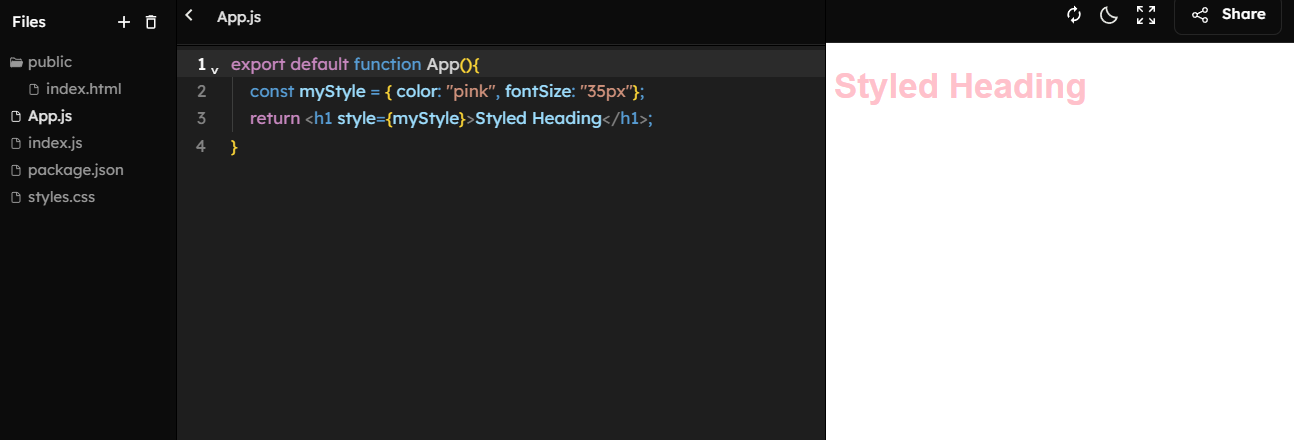 Files
public
index.html
App.js
index.js
package.json
styles.css
App.js
1 export default function App(){
2 const myStyle = { color: "pink", fontSize: "35px"};
3 return <h1 style={myStyle}>Styled Heading</h1>;
4 }
Share
Styled Heading